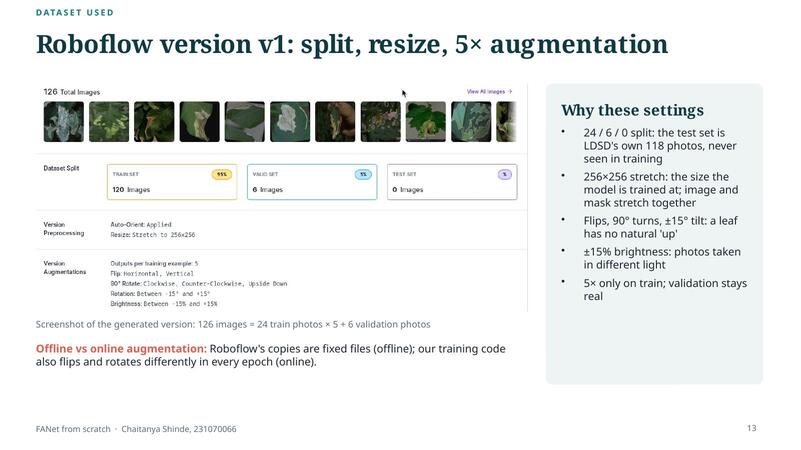 DATASET USED
Roboflow version v1: split, resize, 5× augmentation
126 Total Images
View All Images →
Dataset Split
TRAIN SET
95%
120 Images
VALID SET
5%
6 Images
TEST SET
%
0 Images
Version
Preprocessing
Auto-Orient: Applied
Resize: Stretch to 256x256
Version
Augmentations
Outputs per training example: 5
Flip: Horizontal, Vertical
90° Rotate: Clockwise, Counter-Clockwise, Upside Down
Rotation: Between -15° and +15°
Brightness: Between -15% and +15%
Screenshot of the generated version: 126 images = 24 train photos × 5 + 6 validation photos
Offline vs online augmentation: Roboflow's copies are fixed files (offline); our training code
also flips and rotates differently in every epoch (online).
Why these settings
• 24 / 6 / 0 split: the test set is
LDSD's own 118 photos, never
seen in training
• 256×256 stretch: the size the
model is trained at; image and
mask stretch together
• Flips, 90° turns, ±15° tilt: a leaf
has no natural 'up'
• ±15% brightness: photos taken
in different light
• 5× only on train; validation stays
real
FANet from scratch · Chaitanya Shinde, 231070066
13